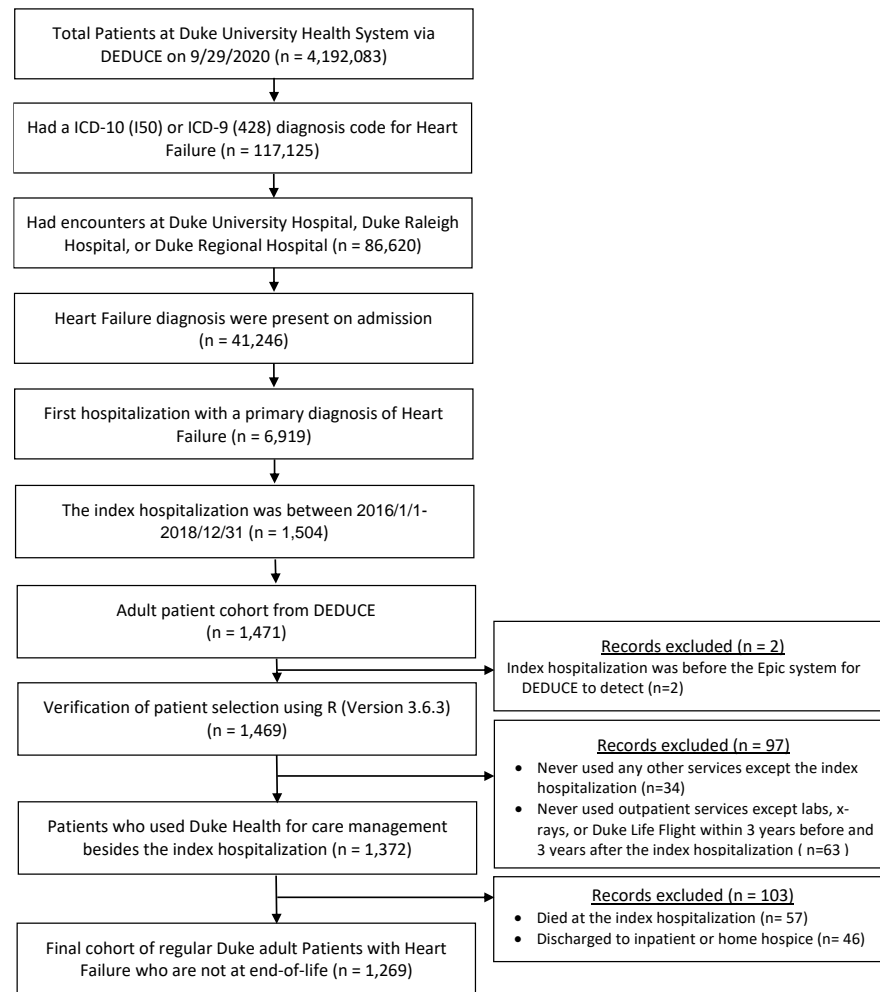 Total Patients at Duke University Health System via
DEDUCE on 9/29/2020 (n = 4,192,083)
Had a ICD-10 (I50) or ICD-9 (428) diagnosis code for Heart
Failure (n = 117,125)
Had encounters at Duke University Hospital, Duke Raleigh
Hospital, or Duke Regional Hospital (n = 86,620)
Heart Failure diagnosis were present on admission
(n = 41,246)
First hospitalization with a primary diagnosis of Heart
Failure (n = 6,919)
The index hospitalization was between 2016/1/1-
2018/12/31 (n = 1,504)
Adult patient cohort from DEDUCE
(n = 1,471)
Records excluded (n = 2)
Index hospitalization was before the Epic system for
DEDUCE to detect (n=2)
Verification of patient selection using R (Version 3.6.3)
(n = 1,469)
Records excluded (n = 97)
• Never used any other services except the index
hospitalization (n=34)
• Never used outpatient services except labs, x-
rays, or Duke Life Flight within 3 years before and
3 years after the index hospitalization ( n=63 )
Patients who used Duke Health for care management
besides the index hospitalization (n = 1,372)
Records excluded (n = 103)
• Died at the index hospitalization (n= 57)
• Discharged to inpatient or home hospice (n= 46)
Final cohort of regular Duke adult Patients with Heart
Failure who are not at end-of-life (n = 1,269)